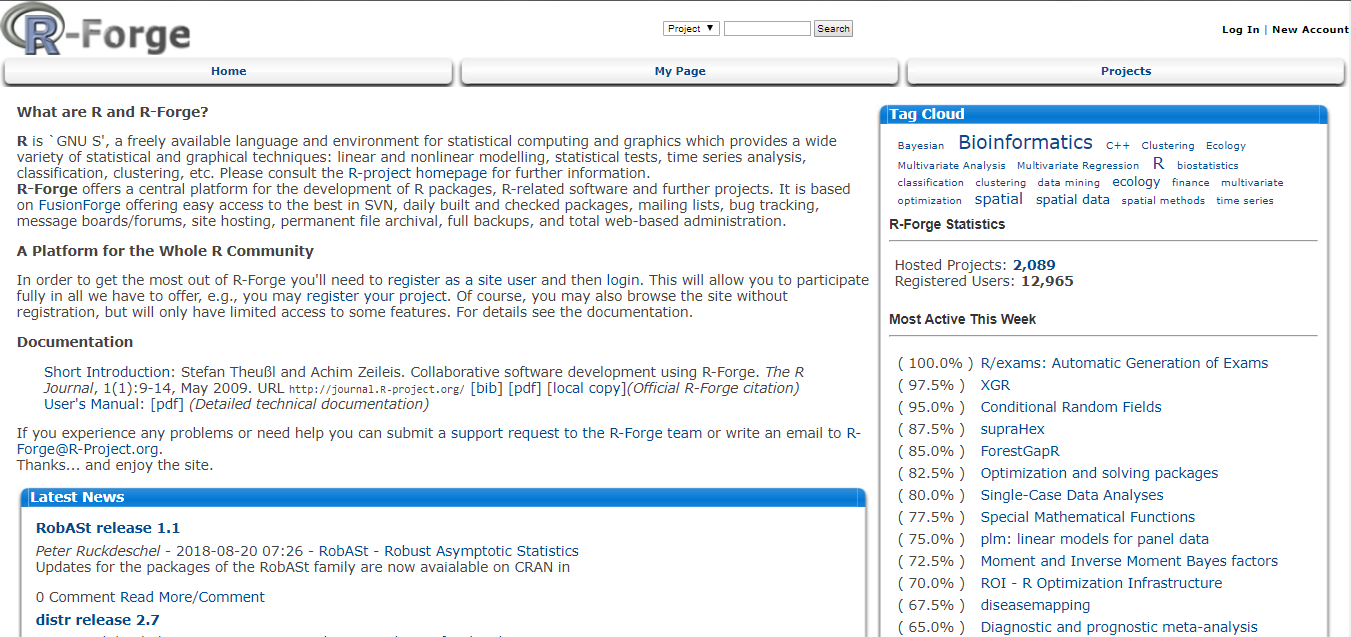 R-Forge
Project ▼ Search
Log In | New Account
Home My Page Projects
What are R and R-Forge?
R is `GNU S', a freely available language and environment for statistical computing and graphics which provides a wide
variety of statistical and graphical techniques: linear and nonlinear modelling, statistical tests, time series analysis,
classification, clustering, etc. Please consult the R-project homepage for further information.
R-Forge offers a central platform for the development of R packages, R-related software and further projects. It is based
on FusionForge offering easy access to the best in SVN, daily built and checked packages, mailing lists, bug tracking,
message boards/forums, site hosting, permanent file archival, full backups, and total web-based administration.
A Platform for the Whole R Community
In order to get the most out of R-Forge you'll need to register as a site user and then login. This will allow you to participate
fully in all we have to offer, e.g., you may register your project. Of course, you may also browse the site without
registration, but will only have limited access to some features. For details see the documentation.
Documentation
Short Introduction: Stefan Theußl and Achim Zeileis. Collaborative software development using R-Forge. The R
Journal, 1(1):9-14, May 2009. URL http://journal.R-project.org/ [bib] [pdf] [local copy](Official R-Forge citation)
User's Manual: [pdf] (Detailed technical documentation)
If you experience any problems or need help you can submit a support request to the R-Forge team or write an email to R-
Forge@R-Project.org.
Thanks... and enjoy the site.
Latest News
RobASt release 1.1
Peter Ruckdeschel - 2018-08-20 07:26 - RobASt - Robust Asymptotic Statistics
Updates for the packages of the RobASt family are now avaialable on CRAN in
0 Comment Read More/Comment
distr release 2.7
Tag Cloud
Bayesian Bioinformatics C++ Clustering Ecology
Multivariate Analysis Multivariate Regression R biostatistics
classification clustering data mining ecology finance multivariate
optimization spatial spatial data spatial methods time series
R-Forge Statistics
Hosted Projects: 2,089
Registered Users: 12,965
Most Active This Week
( 100.0% ) R/exams: Automatic Generation of Exams
( 97.5% ) XGR
( 95.0% ) Conditional Random Fields
( 87.5% ) supraHex
( 85.0% ) ForestGapR
( 82.5% ) Optimization and solving packages
( 80.0% ) Single-Case Data Analyses
( 77.5% ) Special Mathematical Functions
( 75.0% ) plm: linear models for panel data
( 72.5% ) Moment and Inverse Moment Bayes factors
( 70.0% ) ROI - R Optimization Infrastructure
( 67.5% ) diseasemapping
( 65.0% ) Diagnostic and prognostic meta-analysis